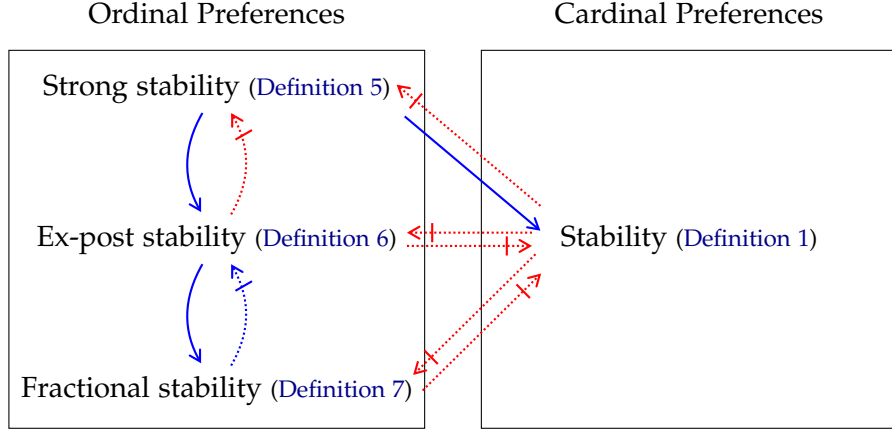 Ordinal Preferences
Cardinal Preferences
Strong stability (Definition 5)
Ex-post stability (Definition 6)
Stability (Definition 1)
Fractional stability (Definition 7)